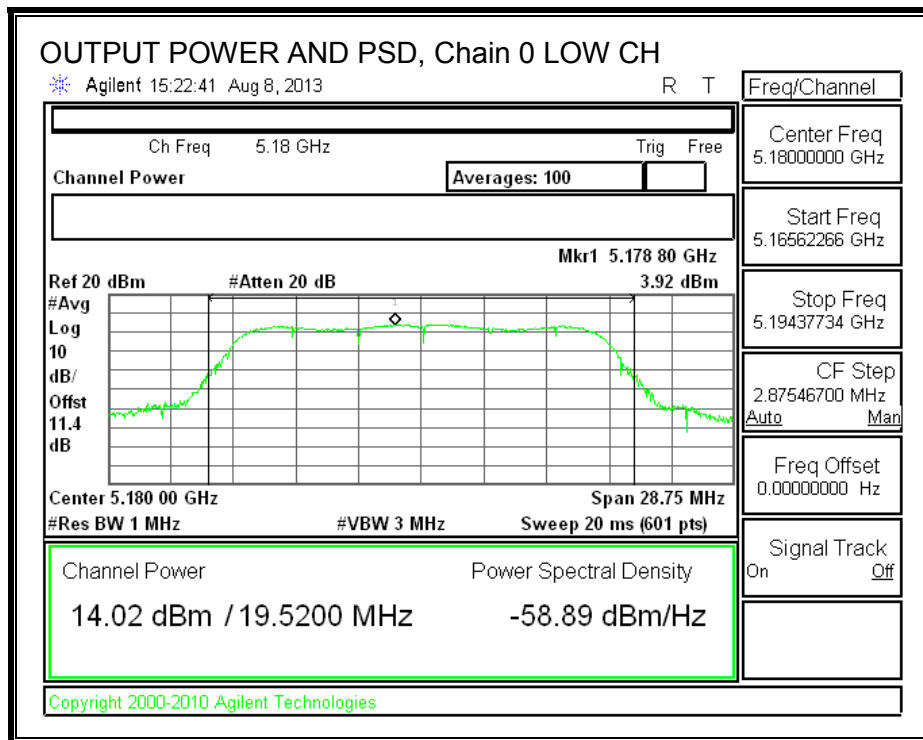 OUTPUT POWER AND PSD, Chain 0 LOW CH
Agilent 15:22:41 Aug 8, 2013 R T
Freq/Channel
Ch Freq 5.18 GHz Trig Free
Channel Power Averages: 100
Mkr1 5.178 80 GHz
Ref 20 dBm #Atten 20 dB 3.92 dBm
#Avg
Log
10
dB/
Offst
11.4
dB
1
Center 5.180 00 GHz Span 28.75 MHz
#Res BW 1 MHz #VBW 3 MHz Sweep 20 ms (601 pts)
Channel Power Power Spectral Density
14.02 dBm / 19.5200 MHz -58.89 dBm/Hz
Center Freq
5.18000000 GHz
Start Freq
5.16562266 GHz
Stop Freq
5.19437734 GHz
CF Step
2.87546700 MHz
Auto Man
Freq Offset
0.00000000 Hz
Signal Track
On Off
Copyright 2000-2010 Agilent Technologies